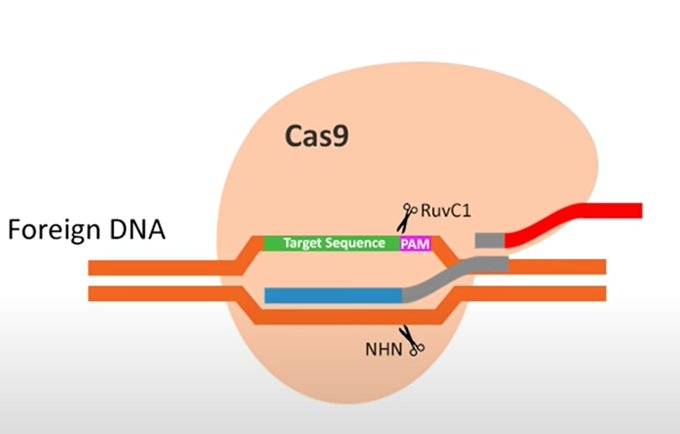 Cas9
RuvC1
Foreign DNA
Target Sequence PAM
NHN